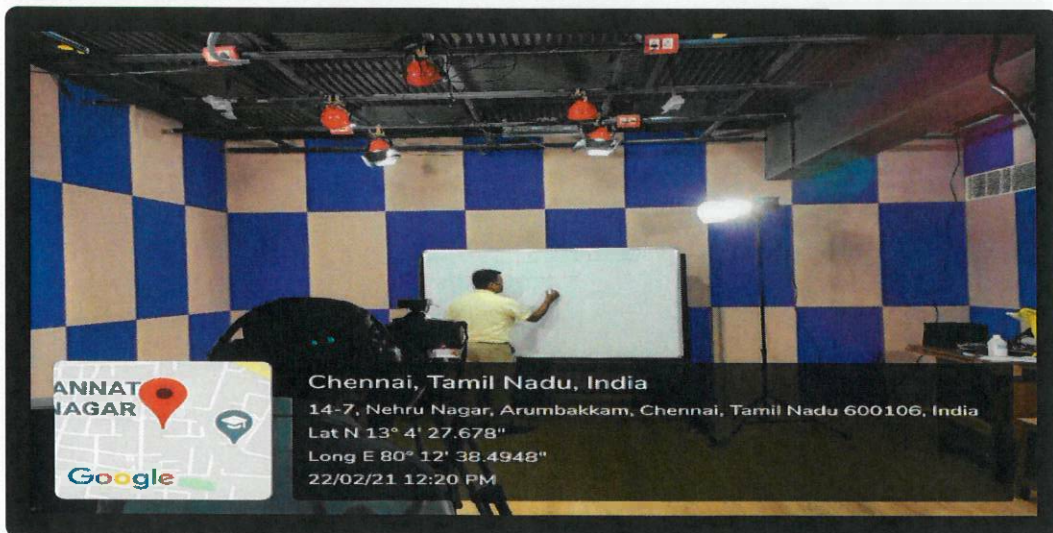 ANNAT
NAGAR
Google
Chennai, Tamil Nadu, India
14-7, Nehru Nagar, Arumbakkam, Chennai, Tamil Nadu 600106, India
Lat N 13° 4' 27.678"
Long E 80° 12' 38.4948"
22/02/21 12:20 PM